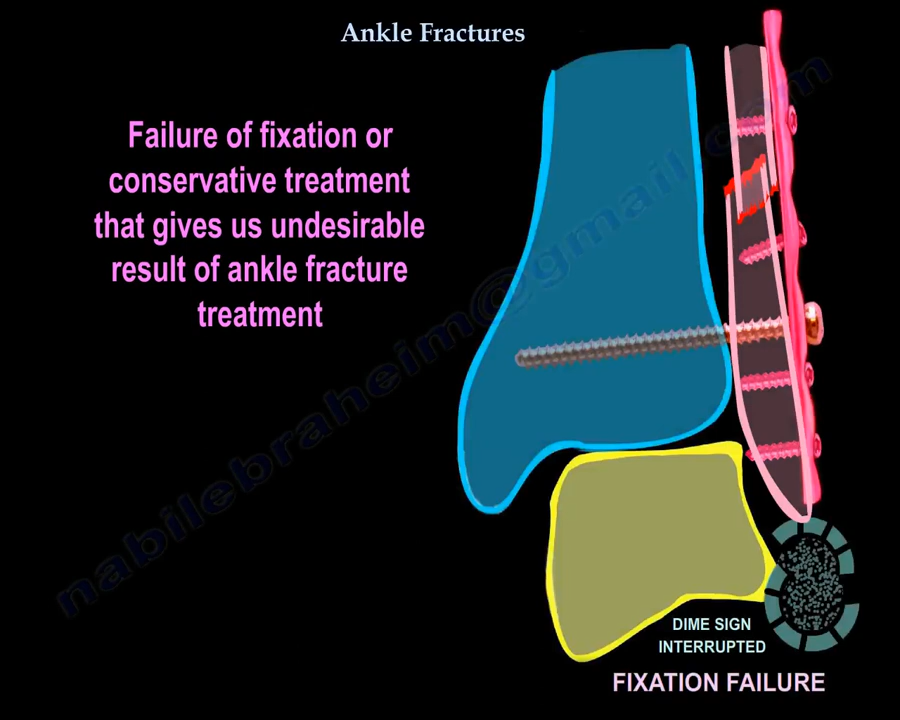 Ankle Fractures
Failure of fixation or
conservative treatment
that gives us undesirable
result of ankle fracture
treatment
nabilebraheim@gmail.com
DIME SIGN
INTERRUPTED
FIXATION FAILURE